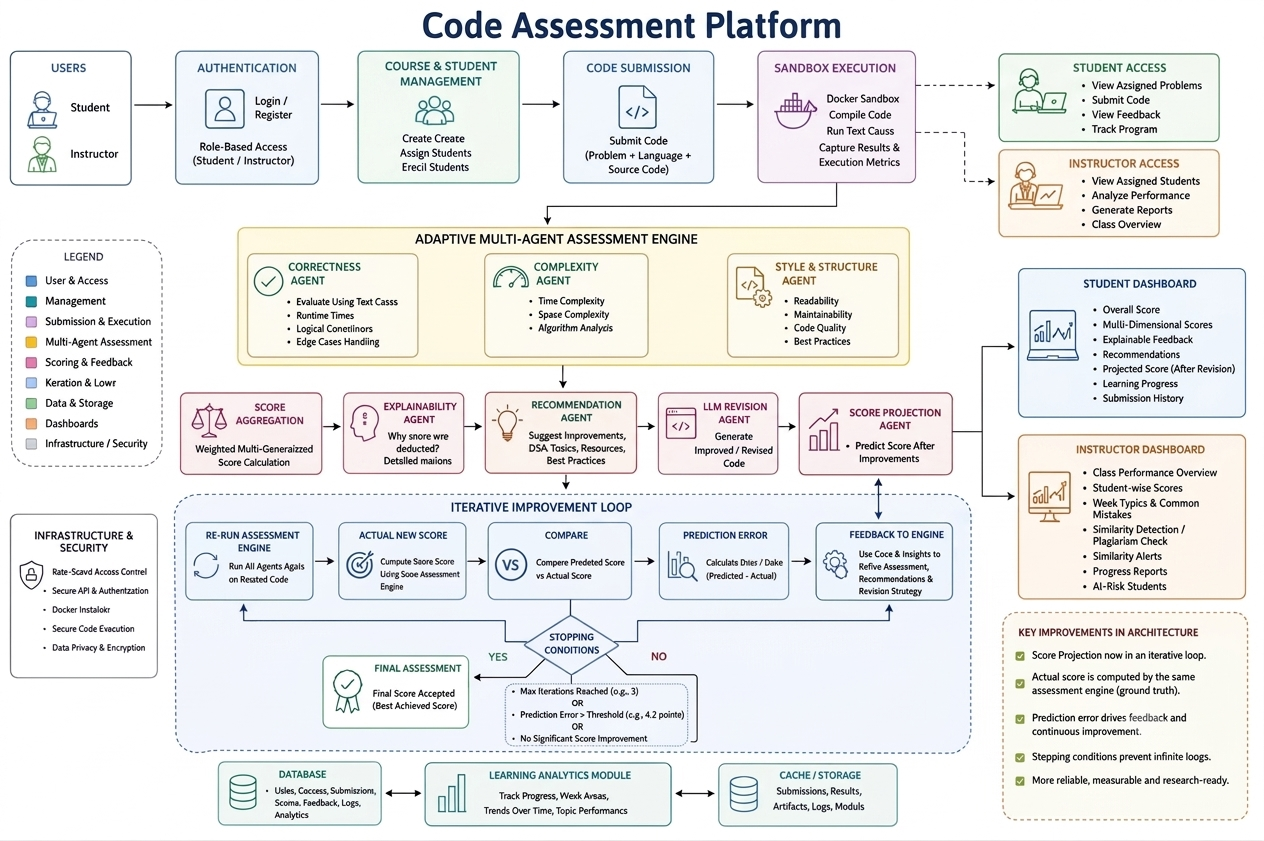 Code Assessment Platform
USERS
Student
Instructor
AUTHENTICATION
Login /
Register
Role-Based Access
(Student / Instructor)
COURSE & STUDENT
MANAGEMENT
Create Create
Assign Students
Erecil Students
CODE SUBMISSION
Submit Code
(Problem + Language +
Source Code)
SANDBOX EXECUTION
Docker Sandbox
Compile Code
Run Text Causs
Capture Results &
Execution Metrics
STUDENT ACCESS
• View Azsigned Problems
• Submit Code
• View Feedback
• Track Program
INSTRUCTOR ACCESS
• View Assigned Students
• Analyze Performance
• Generate Reports
• Class Overview
LEGEND
User & Access
Management
Submission & Execution
Multi-Agent Assessment
Scoring & Feedback
Keration & Lowr
Data & Storage
Dashboards
Infrastructure / Security
ADAPTIVE MULTI-AGENT ASSESSMENT ENGINE
CORRECTNESS
AGENT
• Evaluate Using Text Casss
• Runtime Times
• Logical Conetlinors
• Edge Cases Handling
COMPLEXITY
AGENT
• Time Complexity
• Space Complexity
• Algorithm Analysis
STYLE & STRUCTURE
AGENT
• Readability
• Maintainability
• Code Quality
• Best Practices
STUDENT DASHBOARD
• Overall Score
• Multi-Dimensional Scores
• Explainable Feedback
• Recommendations
• Projected Score (After Revision)
• Learning Progress
• Submission History
SCORE
AGGREGATION
Weighted Multi-Generaizzed
Score Calculation
EXPLAINABILITY
AGENT
Why snore wre
deducted?
Detslled maiions
RECOMMENDATION
AGENT
Suggest Improvements,
DSA Tasics, Resources,
Best Practices
LLM REVISION
AGENT
Generate
Improved / Revised
Code
SCORE PROJECTION
AGENT
• Predict Score After
Improvements
INSTRUCTOR DASHBOARD
• Class Performance Overview
• Student-wise Scores
• Week Typics & Common
Mistakes
• Similarity Detection /
Plagiariam Check
• Similarity Alerts
• Progress Reports
• AI-Risk Students
INFRASTRUCTURE &
SECURITY
• Rate-Scavd Access Contrel
• Secure API & Authentzation
• Docker Instalokr
• Secure Code Evacution
• Data Privacy & Encryption
ITERATIVE IMPROVEMENT LOOP
RE-RUN ASSESSMENT
ENGINE
Run All Agents Agals
on Restated Code
ACTUAL NEW SCORE
Cumpute Saore Score
Using Sooe Assessment
Engine
COMPARE
VS
Compere Predeted Score
vs Actual Score
PREDICTION ERROR
Calculats Dries / Dake
(Predicted - Actual)
FEEDBACK TO ENGINE
Use Coce & Insights to
Refive Assessment,
Recommendations &
Revision Strategy
STOPPING
CONDITIONS
YES
NO
FINAL ASSESSMENT
Final Score Accepted
(Best Achieved Score)
• Max Iterations Reached (o.g.. 3)
OR
• Prediction Error > Threshold (c.g., 4.2 pointe)
OR
• No Significant Score Improvement
KEY IMPROVEMENTS IN ARCHITECTURE
Score Projection now in an iterative loop.
Actual score is computed by the same
assessment engine (ground truth).
Prediction error drives feedback and
continuous improvement.
Stepping conditions prevent infinite loogs.
More reliable, measurable and research-ready.
DATABASE
• Usles, Coccess, Submiszions,
Scoma. Faedback, Logs,
Analytics
LEARNING ANALYTICS MODULE
Track Progress, Wexk Avsas,
Trends Over Time, Topic Performancs
CACHE / STORAGE
Submissions, Results,
Artifacts, Logs, Moduls